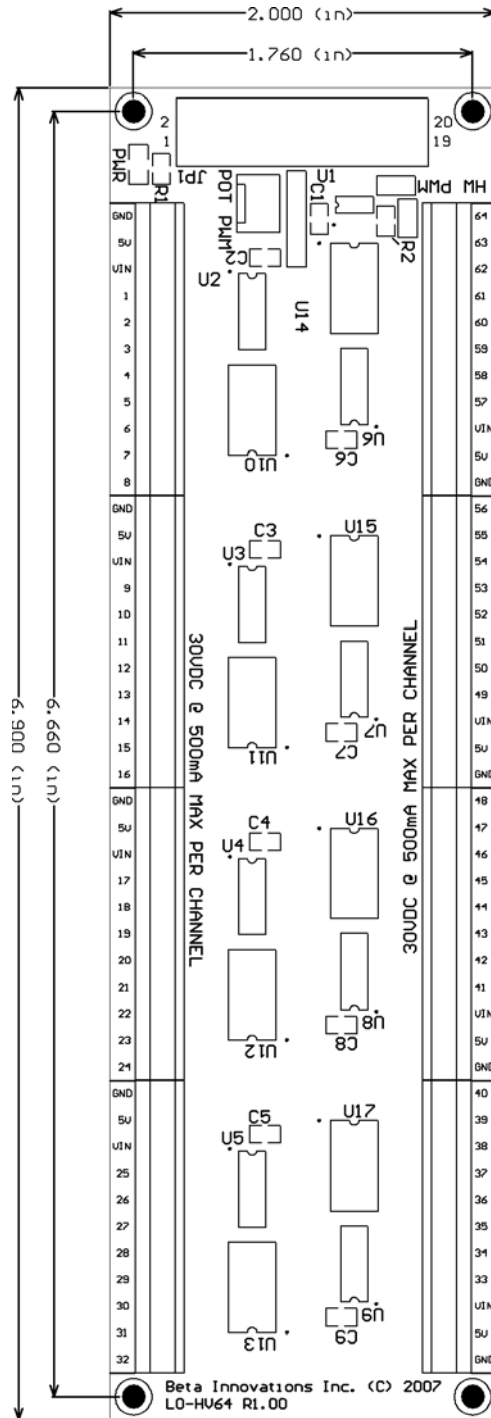 2.000 (in)
1.760 (in)
6.900 (in)
6.660 (in)
2
1
20
19
PWR
R1
JP1
POT PWM
U1
C1
HM PWM
R2
C2
U2
U14
U10
U6
C6
GND
5V
VIN
1
2
3
4
5
6
7
8
64
63
62
61
60
59
58
57
VIN
5V
GND
C3
U3
U15
U11
U7
C7
GND
5V
VIN
9
10
11
12
13
14
15
16
56
55
54
53
52
51
50
49
VIN
5V
GND
30VDC @ 500mA MAX PER CHANNEL
30VDC @ 500mA MAX PER CHANNEL
C4
U4
U16
U12
U8
C8
GND
5V
VIN
17
18
19
20
21
22
23
24
48
47
46
45
44
43
42
41
VIN
5V
GND
C5
U5
U17
U13
U9
C9
GND
5V
VIN
25
26
27
28
29
30
31
32
40
39
38
37
36
35
34
33
VIN
5V
GND
Beta Innovations Inc. (C) 2007
LO-HV64 R1.00